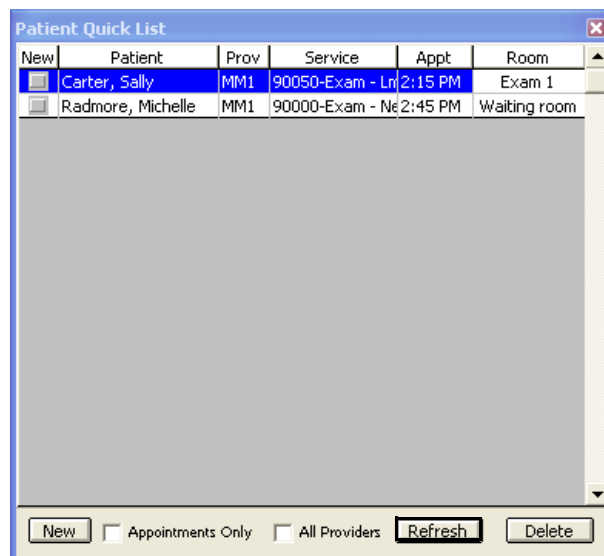 Patient Quick List
New Patient Prov Service Appt Room
Carter, Sally MM1 90050-Exam - Lm 2:15 PM Exam 1
Radmore, Michelle MM1 90000-Exam - Ne 2:45 PM Waiting room
New Appointments Only All Providers Refresh Delete